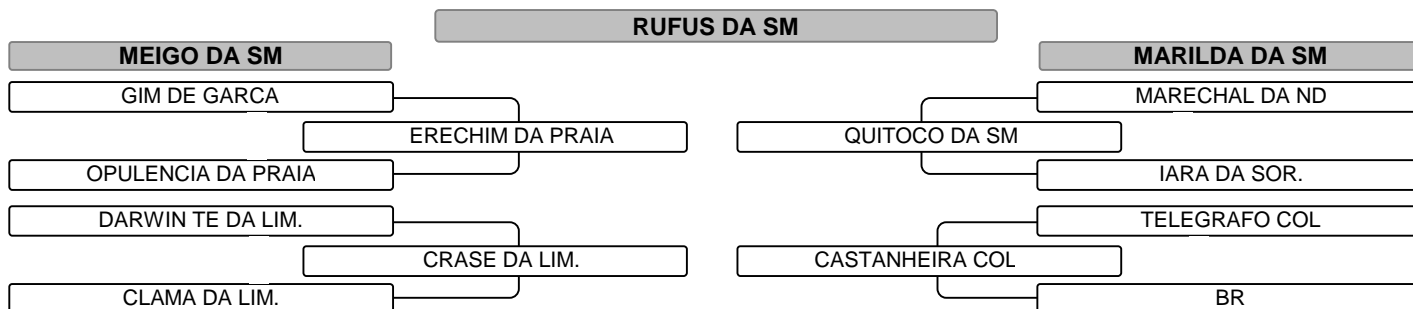 RUFUS DA SM
MEIGO DA SM
MARILDA DA SM
GIM DE GARCA
MARECHAL DA ND
ERECHIM DA PRAIA
QUITOCO DA SM
OPULENCIA DA PRAIA
IARA DA SOR.
DARWIN TE DA LIM.
TELEGRAFO COL
CRASE DA LIM.
CASTANHEIRA COL
CLAMA DA LIM.
BR